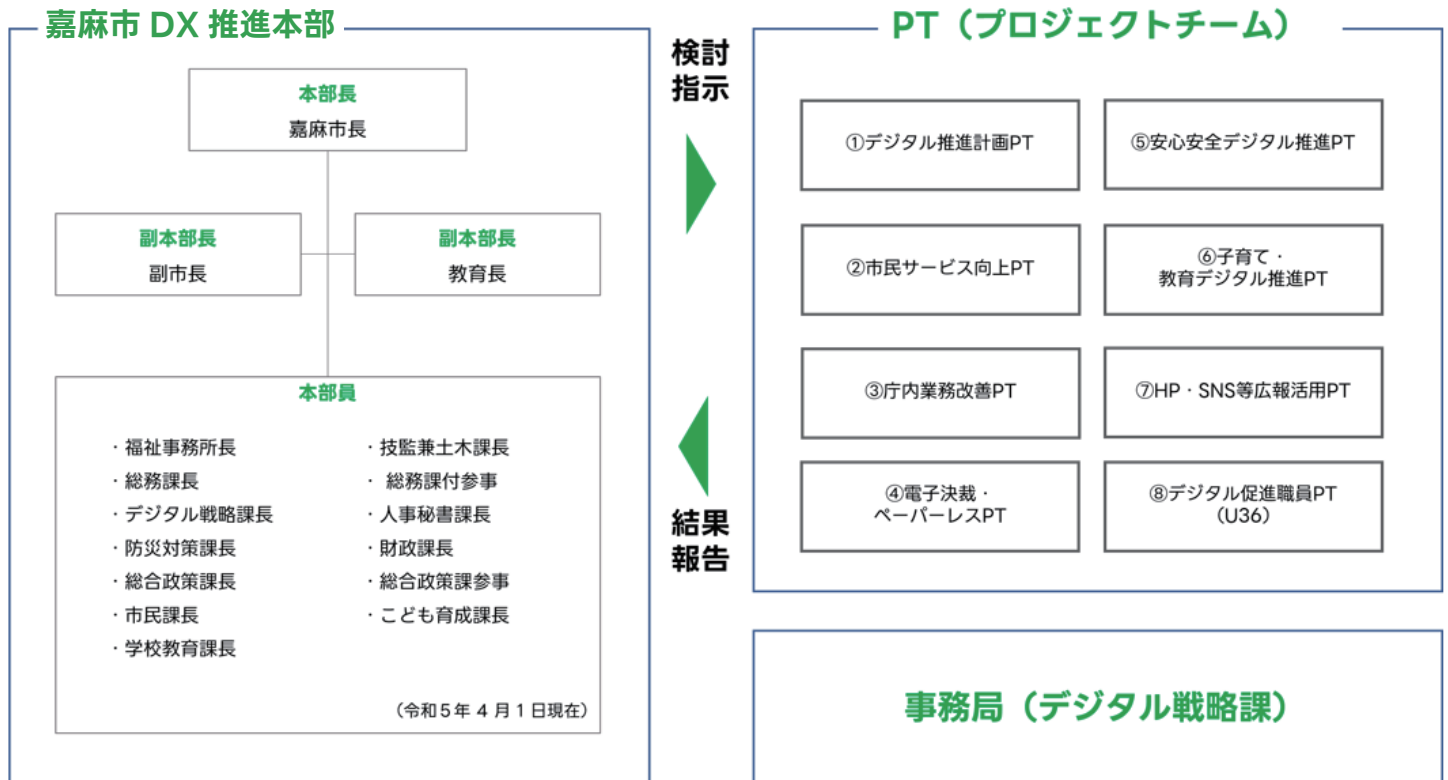 嘉麻市 DX 推進本部
本部長
嘉麻市長
副本部長
副市長
副本部長
教育長
本部員
・福祉事務所長
・総務課長
・デジタル戦略課長
・防災対策課長
・総合政策課長
・市民課長
・学校教育課長
・技監兼土木課長
・総務課付参事
・人事秘書課長
・財政課長
・総合政策課参事
・こども育成課長
（令和５年 ４ 月 １ 日現在）
検討
指示
結果
報告
PT（プロジェクトチーム）
①デジタル推進計画PT
②市民サービス向上PT
③庁内業務改善PT
④電子決裁・
ペーパーレスPT
⑤安心安全デジタル推進PT
⑥子育て・
教育デジタル推進PT
⑦HP・SNS等広報活用PT
⑧デジタル促進職員PT
（U36）
事務局（デジタル戦略課）